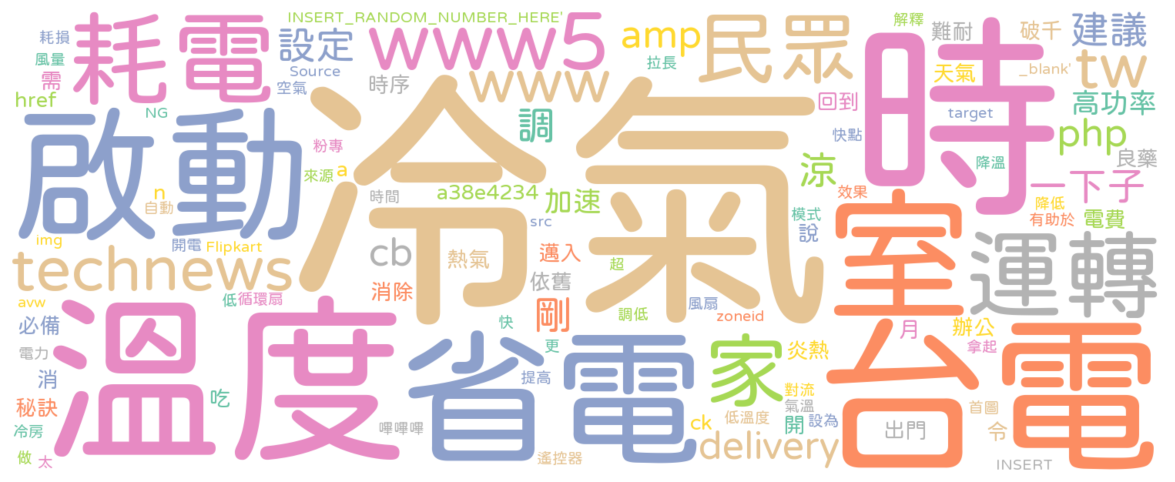 INSERT_RANDOM_NUMBER_HERE'
耗損
耗電
設定
www5
amp
民眾
解釋
難耐
破千
建議
風量
需
Source
空氣
時序
www
拉長
時
天氣
_blank'
tw
href
NG
調
回到
高功率
target
啟動
冷氣
快點
php
粉專
來源
a
涼
降溫
良藥
一下子
n
自動
時間
a38e4234
加速
src
效果
降低
有助於
電費
模式
說
室
運轉
img
開電
Flipkart
cb
熱氣
邁入
依舊
超
technews
消除
剛
調低
風扇
zoneid
avw
低
循環扇
必備
溫度
快
更
省電
家
炎熱
月
辦公
拿起
台電
電力
消
提高
對流
氣溫
秘訣
吃
低溫度
開
設為
首圖
冷房
嗶嗶嗶
ck
delivery
出門
令
做
太
遙控器
INSERT